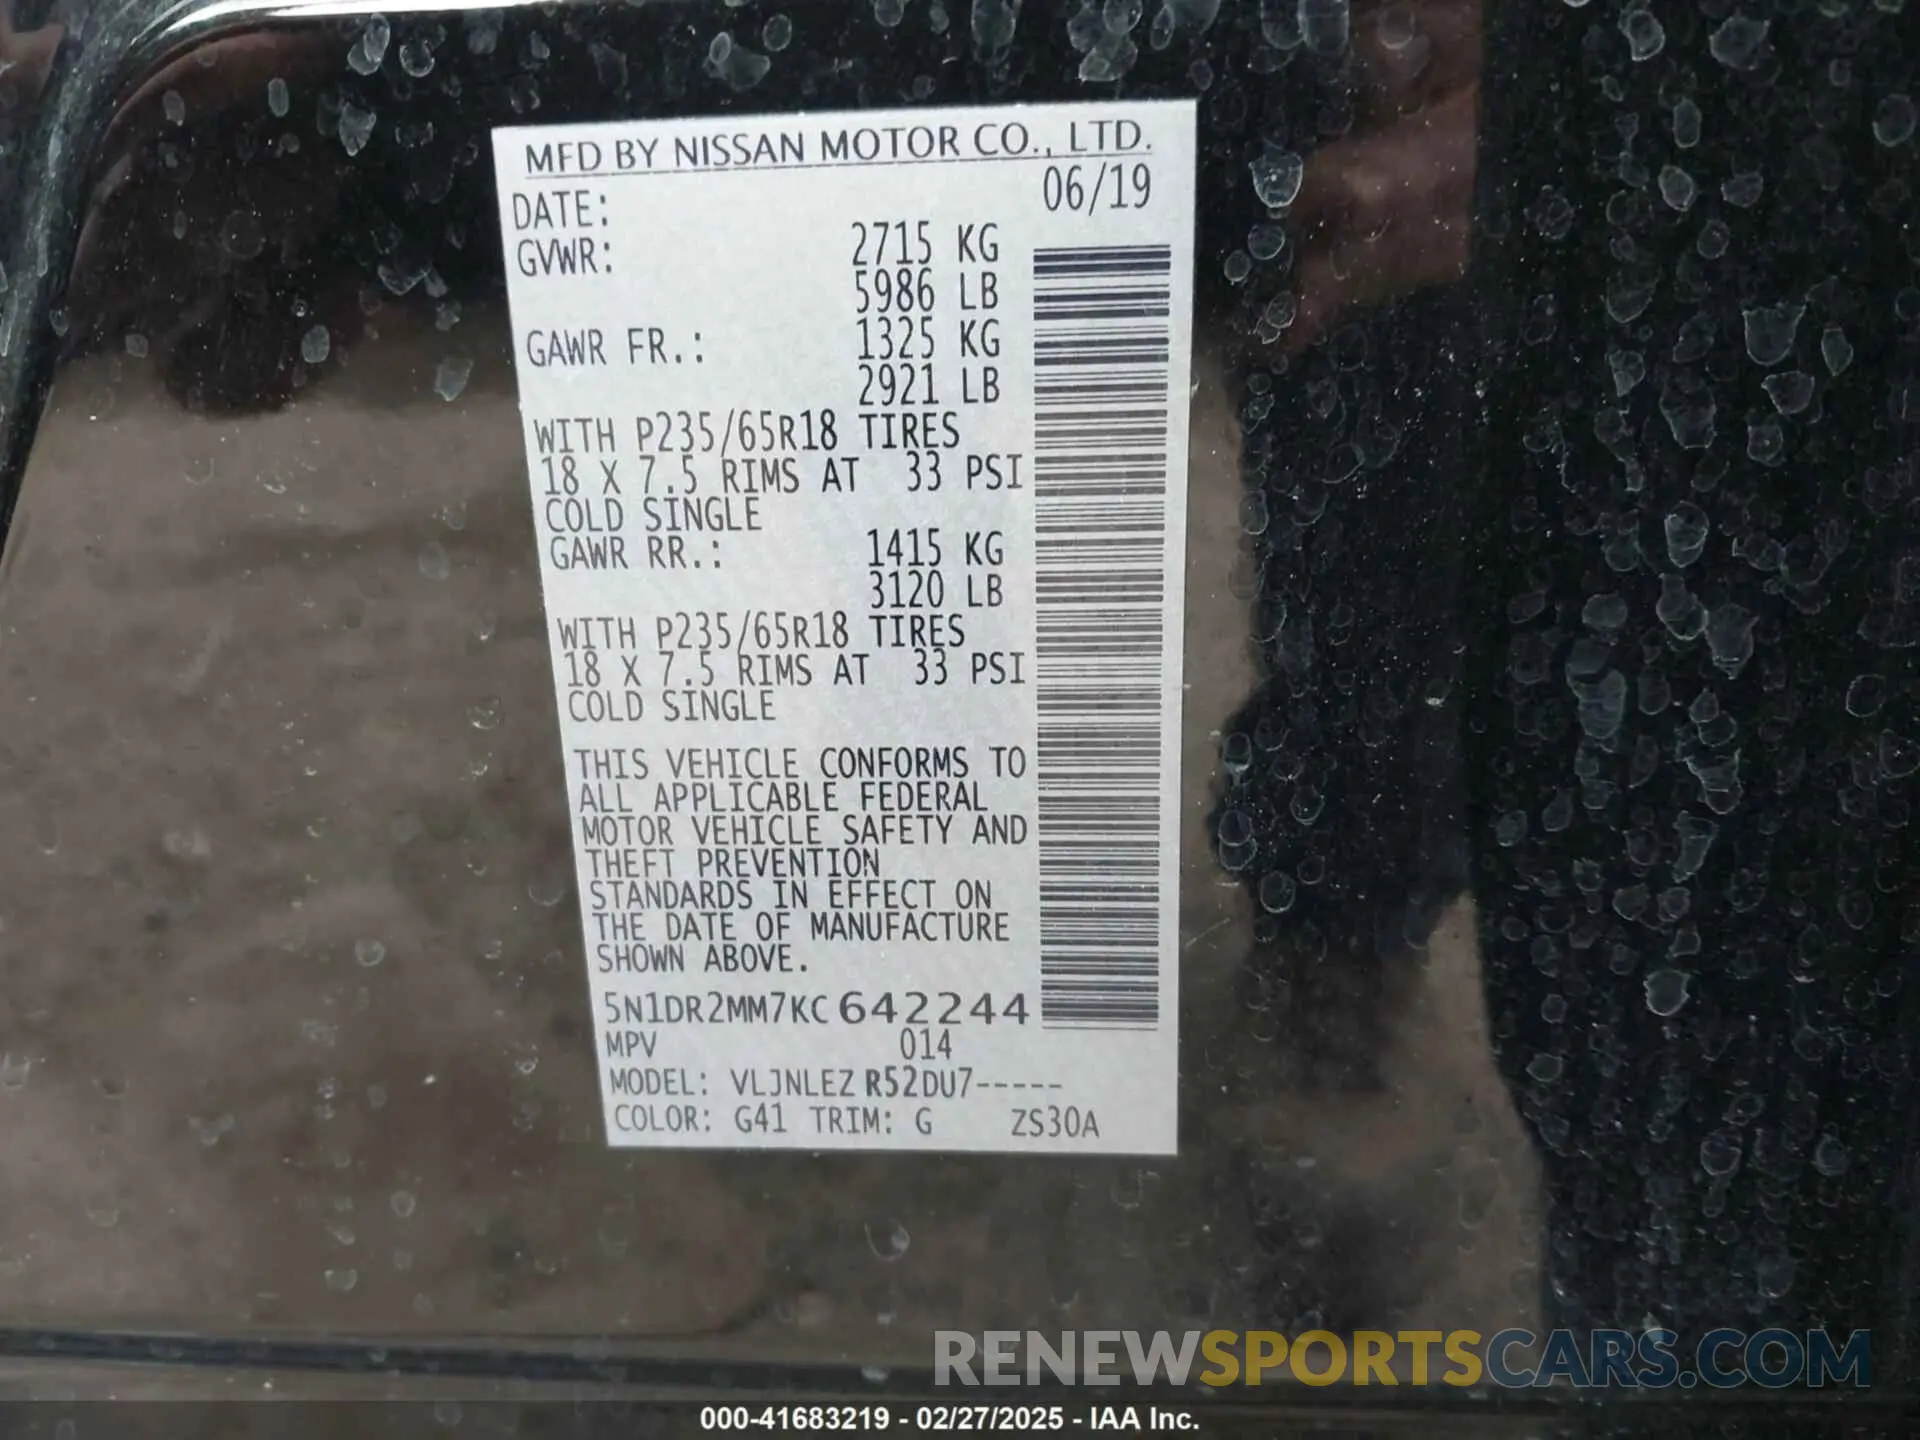 MFD BY NISSAN MOTOR CO., LTD.
DATE: 06/19
GVWR: 2715 KG
5986 LB
GAWR FR.: 1325 KG
2921 LB
WITH P235/65R18 TIRES
18 X 7.5 RIMS AT 33 PSI
COLD SINGLE
GAWR RR.: 1415 KG
3120 LB
WITH P235/65R18 TIRES
18 X 7.5 RIMS AT 33 PSI
COLD SINGLE
THIS VEHICLE CONFORMS TO
ALL APPLICABLE FEDERAL
MOTOR VEHICLE SAFETY AND
THEFT PREVENTION
STANDARDS IN EFFECT ON
THE DATE OF MANUFACTURE
SHOWN ABOVE.
5N1DR2MM7KC642244
MPV 014
MODEL: VLJNLEZ R52DU7-----
COLOR: G41 TRIM: G ZS30A
RENEWSPORTSCARS.COM
000-41683219 - 02/27/2025 - IAA Inc.